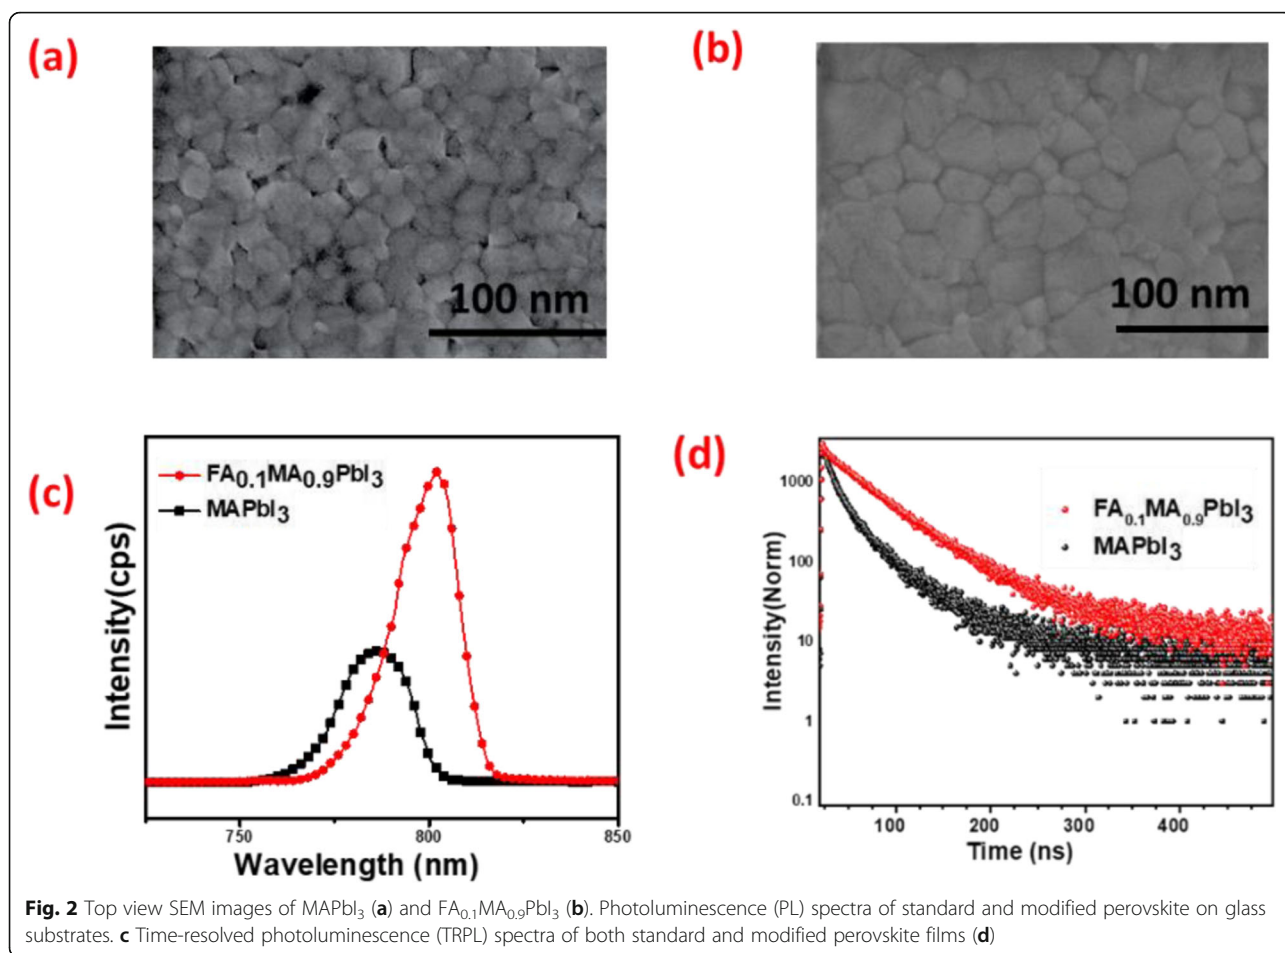 (a)
100 nm
(b)
100 nm
(c)
FA0.1MA0.9PbI3
MAPbI3
Intensity(cps)
750
800
850
Wavelength (nm)
(d)
FA0.1MA0.9PbI3
MAPbI3
Intensity(Norm)
1000
100
10
1
0.1
100
200
300
400
Time (ns)
Fig. 2 Top view SEM images of MAPbI3 (a) and FA0.1MA0.9PbI3 (b). Photoluminescence (PL) spectra of standard and modified perovskite on glass
substrates. c Time-resolved photoluminescence (TRPL) spectra of both standard and modified perovskite films (d)